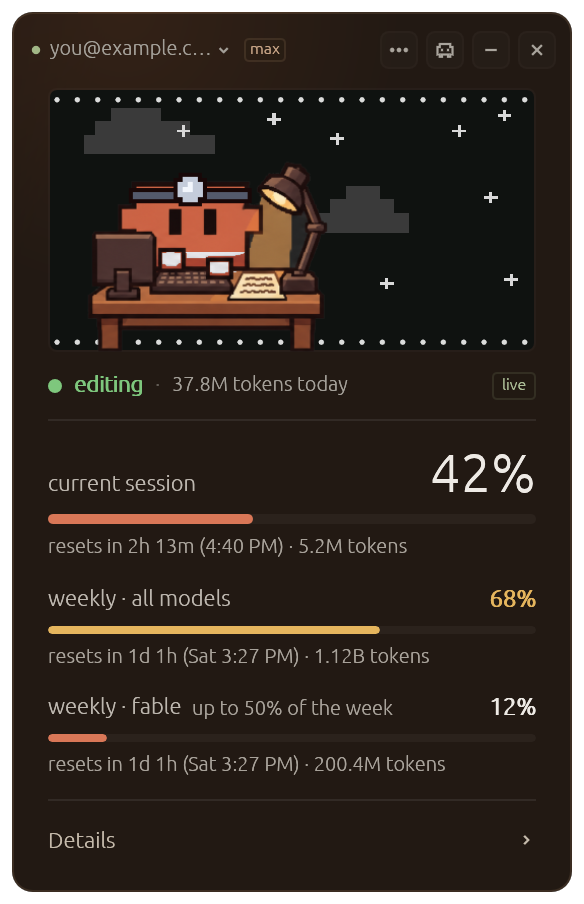 you@example.c... max
editing · 37.8M tokens today live
current session 42%
resets in 2h 13m (4:40 PM) · 5.2M tokens
weekly · all models 68%
resets in 1d 1h (Sat 3:27 PM) · 1.12B tokens
weekly · fable up to 50% of the week 12%
resets in 1d 1h (Sat 3:27 PM) · 200.4M tokens
Details